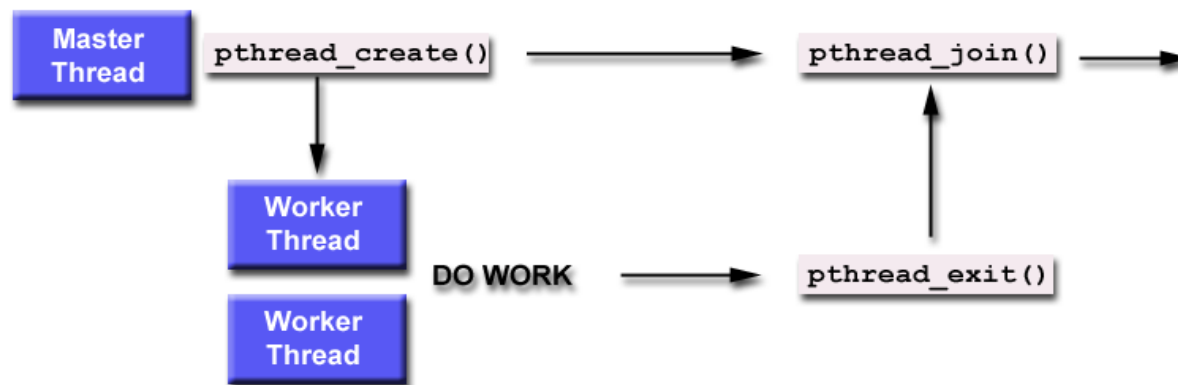 Master
Thread
pthread_create()
pthread_join()
Worker
Thread
DO WORK
pthread_exit()
Worker
Thread